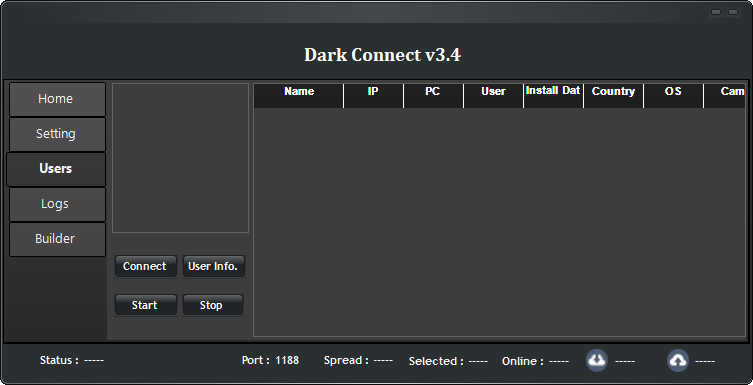 Dark Connect v3.4
Home
Setting
Users
Logs
Builder
Name IP PC User Install Dat Country OS Cam
Connect User Info.
Start Stop
Status : ----- Port : 1188 Spread : ----- Selected : ----- Online : ----- ----- -----